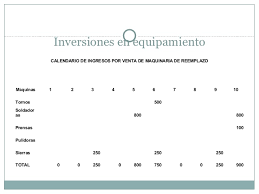 Inversiones en equipamiento
CALENDARIO DE INGRESOS POR VENTA DE MAQUINARIA DE REEMPLAZO
Maquinas 1 2 3 4 5 6 7 8 9 10
Tornos 500
Soldador
as 800 800
Prensas 100
Pulidoras
Sierras 250 250
TOTAL 0 0 250 0 800 750 0 0 250 900